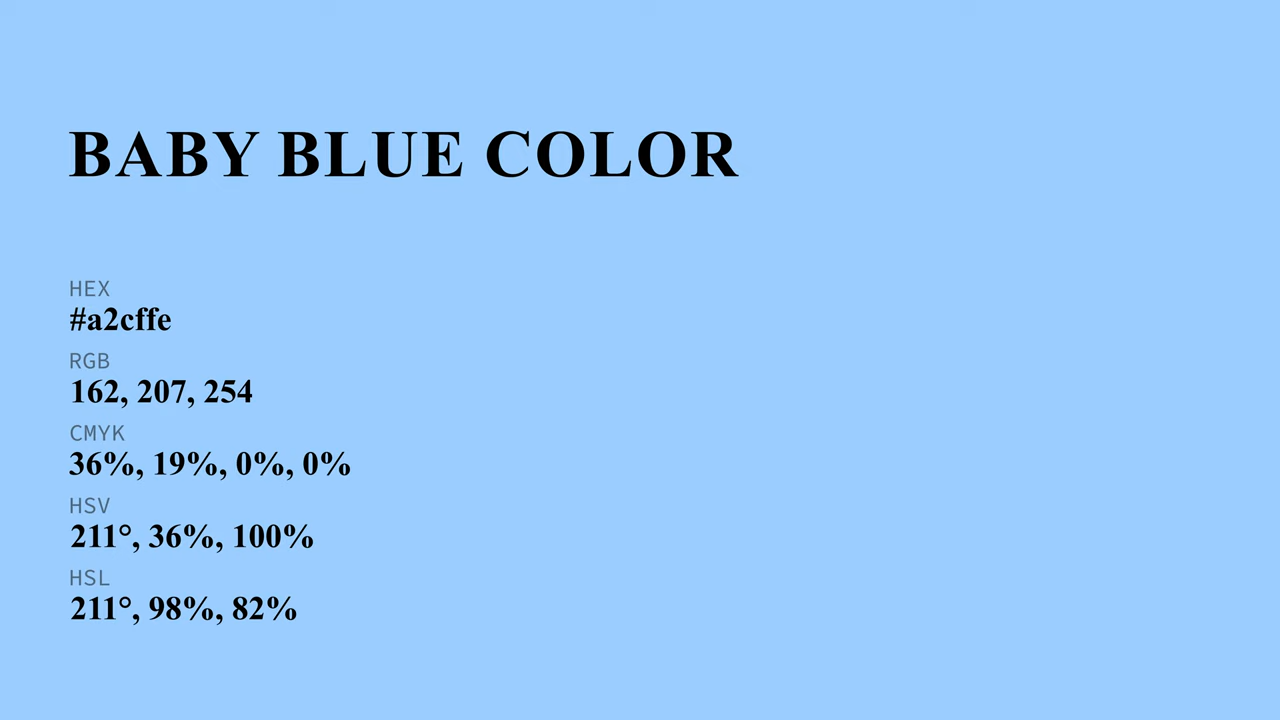 BABY BLUE COLOR
HEX
#a2cffe
RGB
162, 207, 254
CMYK
36%, 19%, 0%, 0%
HSV
211°, 36%, 100%
HSL
211°, 98%, 82%